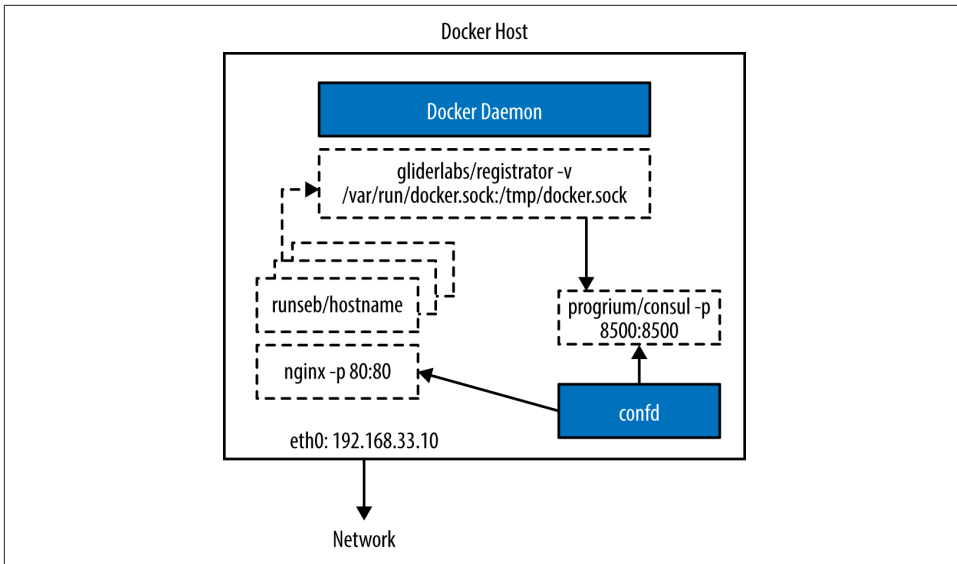 Docker Host
Docker Daemon
gliderlabs/registrator -v
/var/run/docker.sock:/tmp/docker.sock
runseb/hostname
progrium/consul -p
8500:8500
nginx -p 80:80
confd
eth0: 192.168.33.10
Network